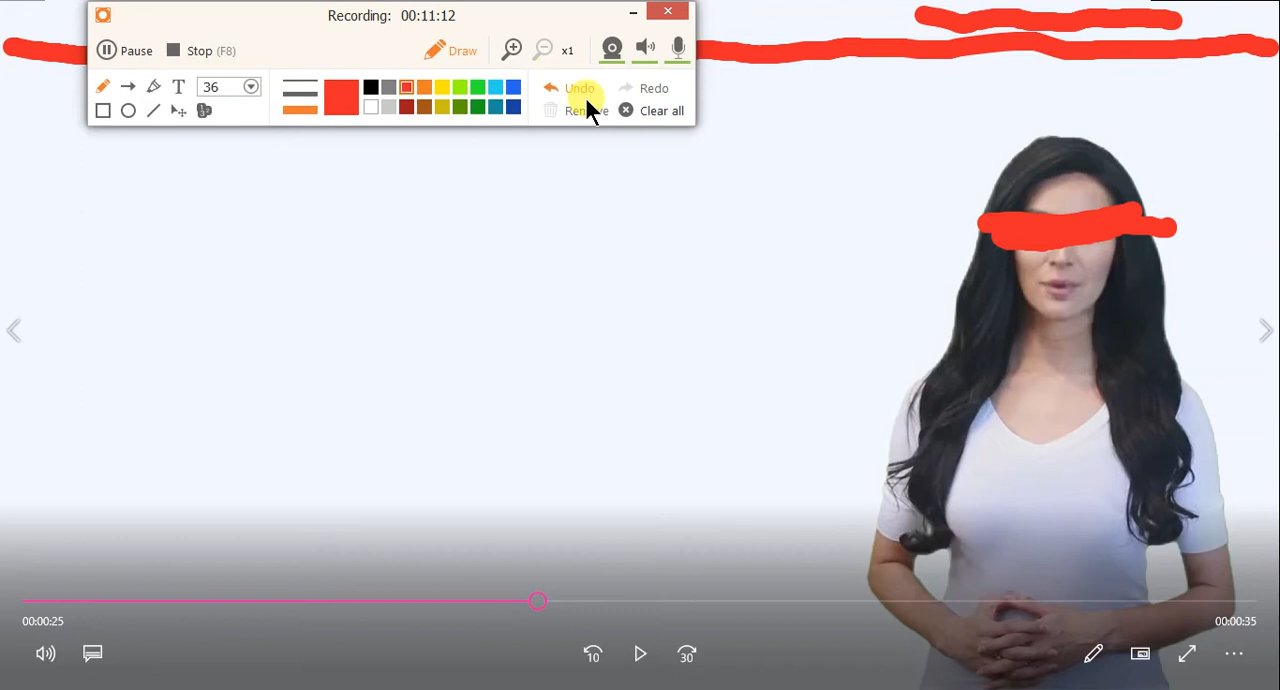 Recording: 00:11:12
Pause Stop (F8) Draw x1
T 36 Undo Redo
Remove Clear all
00:00:25 00:00:35
10 30